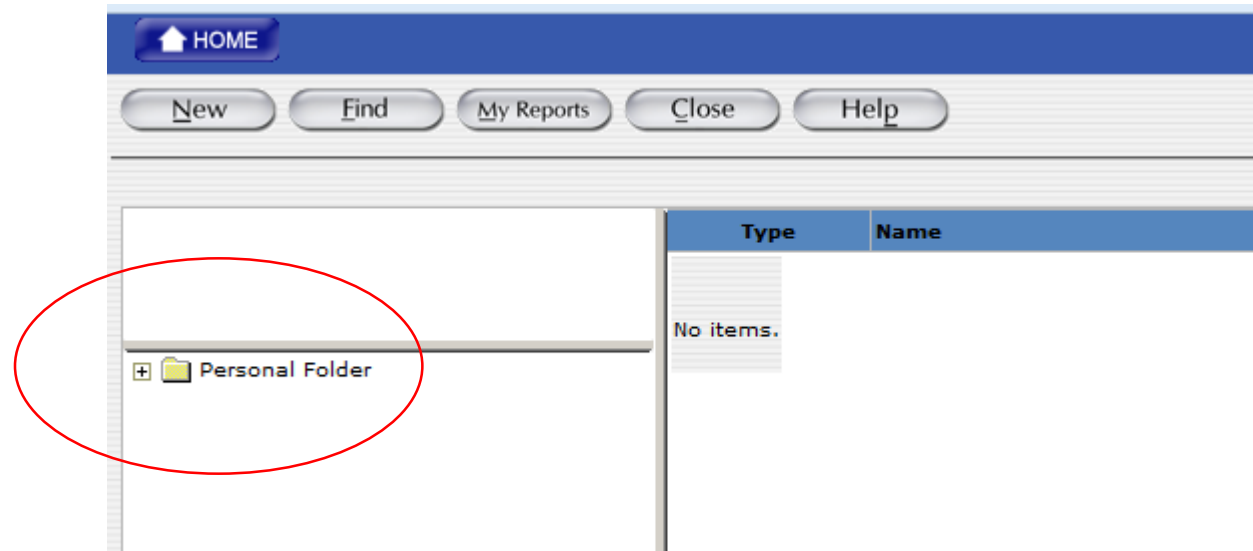 HOME
New Find My Reports Close Help
Type Name
No items.
Personal Folder